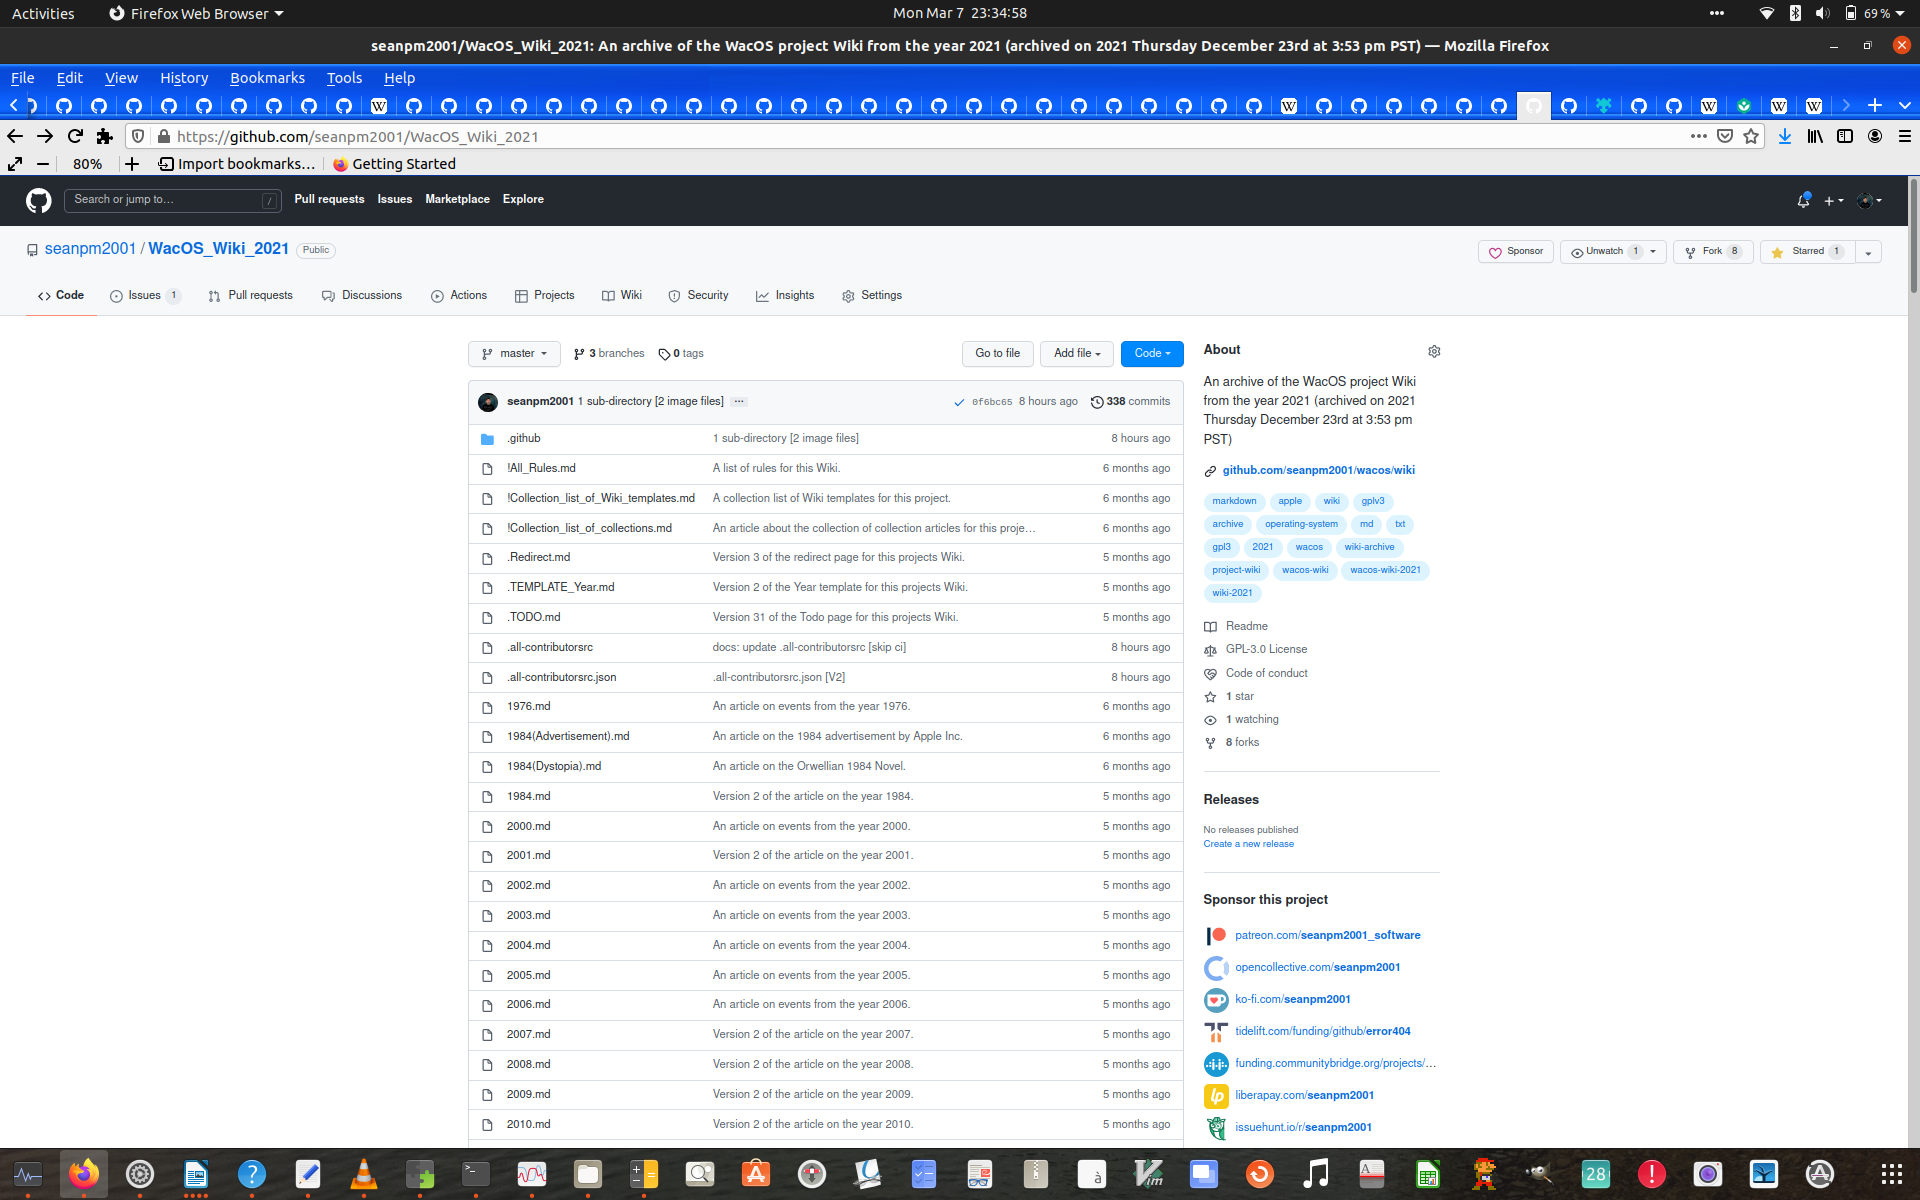 Activities
Firefox Web Browser
Mon Mar 7 23:34:58
69 %
seanpm2001/WacOS_Wiki_2021: An archive of the WacOS project Wiki from the year 2021 (archived on 2021 Thursday December 23rd at 3:53 pm PST) — Mozilla Firefox
File Edit View History Bookmarks Tools Help
https://github.com/seanpm2001/WacOS_Wiki_2021
80%
Import bookmarks...
Getting Started
Search or jump to...
/
Pull requests Issues Marketplace Explore
seanpm2001 / WacOS_Wiki_2021
Public
Sponsor
Unwatch 1
Fork 8
Starred 1
Code
Issues 1
Pull requests
Discussions
Actions
Projects
Wiki
Security
Insights
Settings
master
3 branches
0 tags
Go to file
Add file
Code
seanpm2001 1 sub-directory [2 image files] ...
0f6bc65 8 hours ago
338 commits
.github 1 sub-directory [2 image files] 8 hours ago
!All_Rules.md A list of rules for this Wiki. 6 months ago
!Collection_list_of_Wiki_templates.md A collection list of Wiki templates for this project. 6 months ago
!Collection_list_of_collections.md An article about the collection of collection articles for this proje... 6 months ago
.Redirect.md Version 3 of the redirect page for this projects Wiki. 5 months ago
.TEMPLATE_Year.md Version 2 of the Year template for this projects Wiki. 5 months ago
.TODO.md Version 31 of the Todo page for this projects Wiki. 5 months ago
.all-contributorsrc docs: update .all-contributorsrc [skip ci] 8 hours ago
.all-contributorsrc.json .all-contributorsrc.json [V2] 8 hours ago
1976.md An article on events from the year 1976. 6 months ago
1984(Advertisement).md An article on the 1984 advertisement by Apple Inc. 6 months ago
1984(Dystopia).md An article on the Orwellian 1984 Novel. 6 months ago
1984.md Version 2 of the article on the year 1984. 5 months ago
2000.md An article on events from the year 2000. 5 months ago
2001.md Version 2 of the article on the year 2001. 5 months ago
2002.md An article on events from the year 2002. 5 months ago
2003.md An article on events from the year 2003. 5 months ago
2004.md An article on events from the year 2004. 5 months ago
2005.md An article on events from the year 2005. 5 months ago
2006.md An article on events from the year 2006. 5 months ago
2007.md Version 2 of the article on the year 2007. 5 months ago
2008.md Version 2 of the article on the year 2008. 5 months ago
2009.md Version 2 of the article on the year 2009. 5 months ago
2010.md Version 2 of the article on the year 2010. 5 months ago
About
An archive of the WacOS project Wiki
from the year 2021 (archived on 2021
Thursday December 23rd at 3:53 pm
PST)
github.com/seanpm2001/wacos/wiki
markdown apple wiki gplv3
archive operating-system md txt
gpl3 2021 wacos wiki-archive
project-wiki wacos-wiki wacos-wiki-2021
wiki-2021
Readme
GPL-3.0 License
Code of conduct
1 star
1 watching
8 forks
Releases
No releases published
Create a new release
Sponsor this project
patreon.com/seanpm2001_software
opencollective.com/seanpm2001
ko-fi.com/seanpm2001
tidelift.com/funding/github/error404
funding.communitybridge.org/projects/...
liberapay.com/seanpm2001
issuehunt.io/r/seanpm2001
28